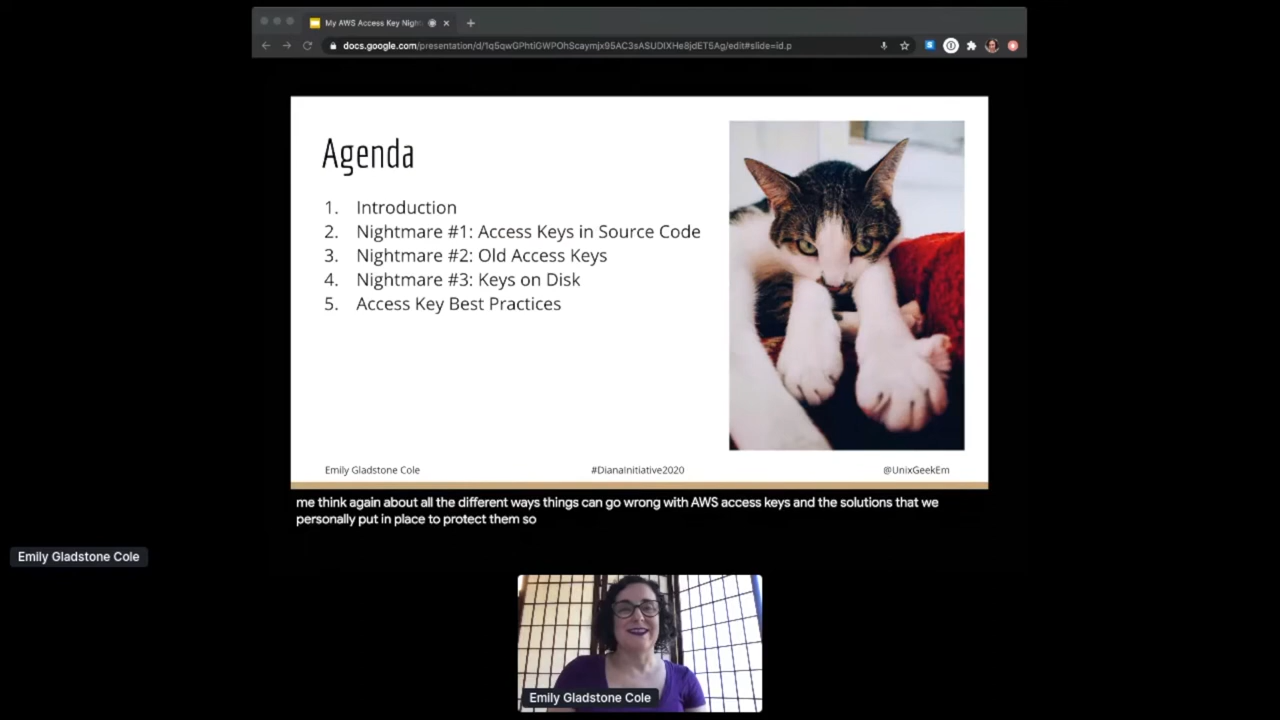 My AWS Access Key Nigh
docs.google.com/presentation/d/1q5qwGPhtiGWPOhScaymjx95AC3sASUDIXHe8jdET5Ag/edit#slide=id.p
Agenda
1. Introduction
2. Nightmare #1: Access Keys in Source Code
3. Nightmare #2: Old Access Keys
4. Nightmare #3: Keys on Disk
5. Access Key Best Practices
Emily Gladstone Cole
#DianaInitiative2020
@UnixGeekEm
me think again about all the different ways things can go wrong with AWS access keys and the solutions that we
personally put in place to protect them so
Emily Gladstone Cole
Emily Gladstone Cole